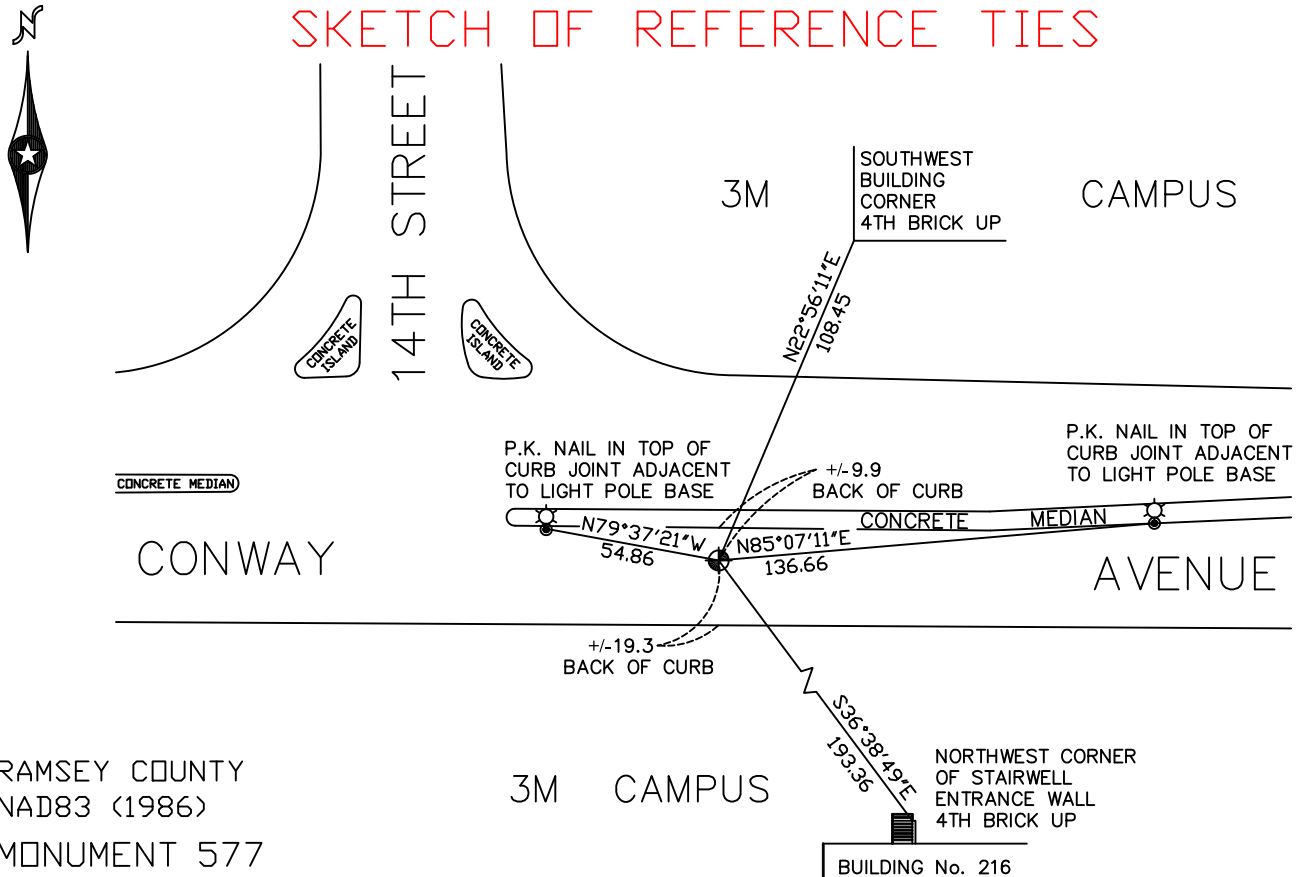 N
SKETCH OF REFERENCE TIES
14TH STREET
SOUTHWEST
BUILDING
CORNER
4TH BRICK UP
3M CAMPUS
N22°56'11"E
108.45
CONCRETE
ISLAND
CONCRETE
ISLAND
P.K. NAIL IN TOP OF
CURB JOINT ADJACENT
TO LIGHT POLE BASE
+/-9.9
BACK OF CURB
P.K. NAIL IN TOP OF
CURB JOINT ADJACENT
TO LIGHT POLE BASE
CONCRETE MEDIAN
CONCRETE MEDIAN
N79°37'21"W
54.86
N85°07'11"E
136.66
CONWAY AVENUE
+/-19.3
BACK OF CURB
S36°38'49"E
193.36
NORTHWEST CORNER
OF STAIRWELL
ENTRANCE WALL
4TH BRICK UP
3M CAMPUS
RAMSEY COUNTY
NAD83 (1986)
MONUMENT 577
BUILDING No. 216